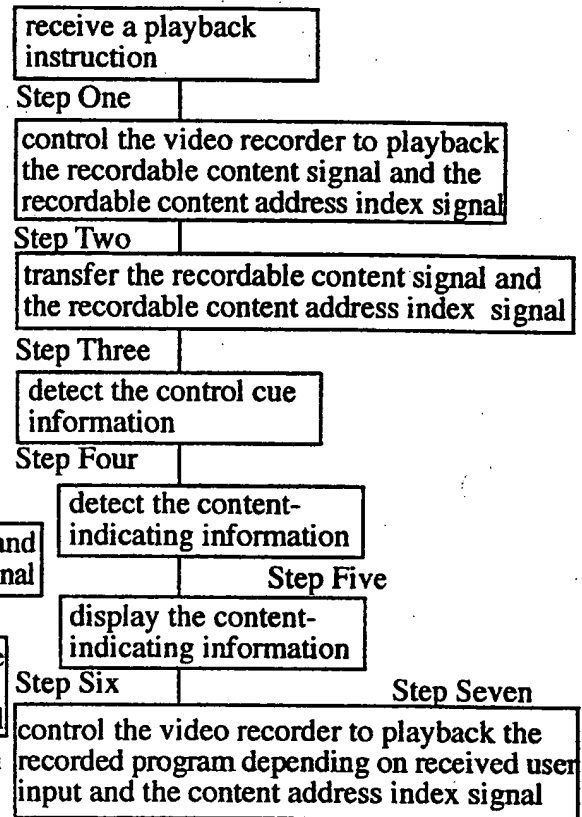 receive a playback
instruction
Step One
control the video recorder to playback
the recordable content signal and the
recordable content address index signal
Step Two
transfer the recordable content signal and
the recordable content address index signal
Step Three
detect the control cue
information
Step Four
detect the content-
indicating information
and
nal
Step Five
display the content-
indicating information
Step Six
Step Seven
control the video recorder to playback the
recorded program depending on received user
input and the content address index signal